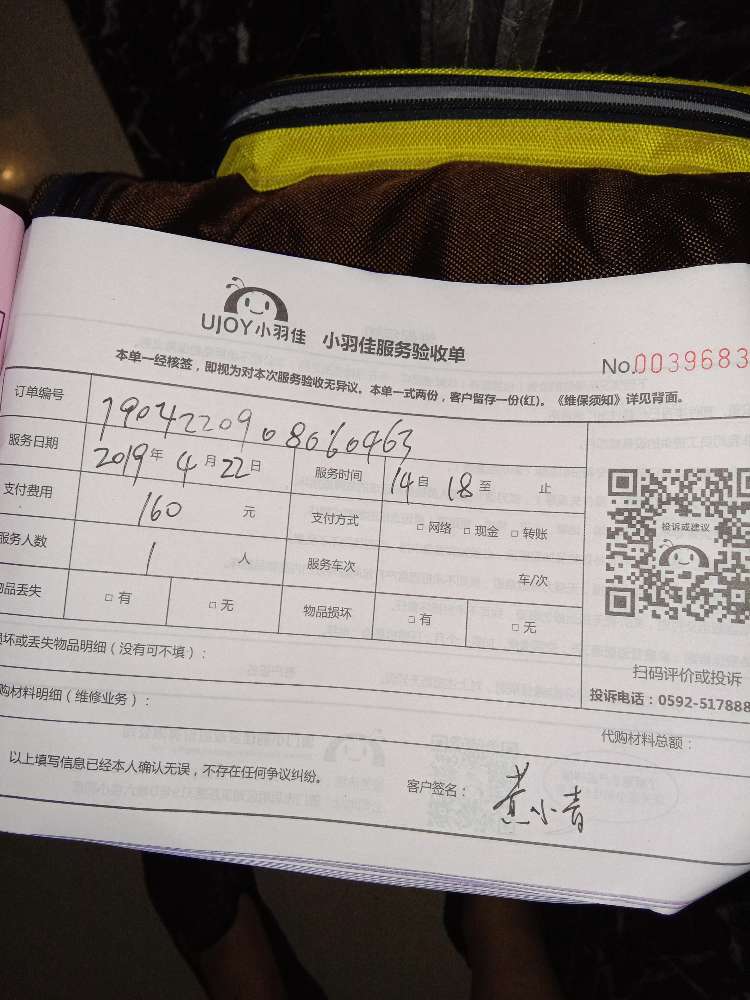 UJOY小羽佳 小羽佳服务验收单
No.0039683
本单一经核签，即视为对本次服务验收无异议。本单一式两份，客户留存一份(红)。《维保须知》详见背面。
订单编号 1904220908060463
服务日期 2019年4月22日 服务时间 14自18至 止
支付费用 160 元 支付方式 □网络 □现金 □转账
服务人数 1 人 服务车次 车/次
物品丢失 □有 □无 物品损坏 □有 □无
投诉或建议
扫码评价或投诉
投诉电话：0592-517888
损坏或丢失物品明细（没有可不填）：
购材料明细（维修业务）：
代购材料总额：
以上填写信息已经本人确认无误，不存在任何争议纠纷。
客户签名：黄小青